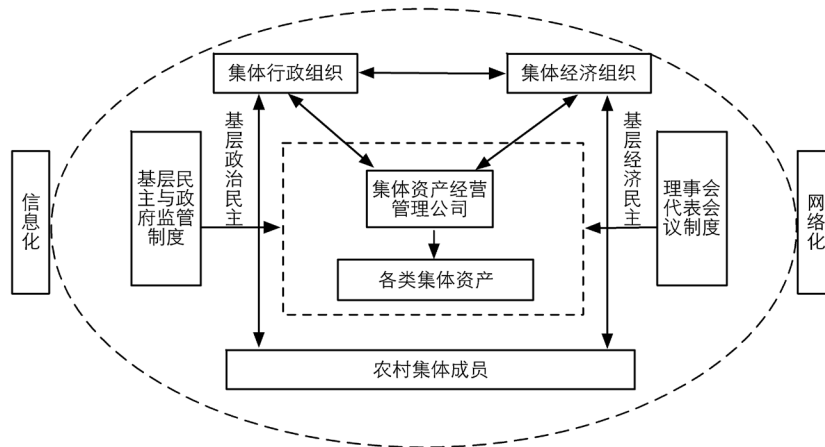 集体行政组织
集体经济组织
基层政治民主
基层经济民主
信息化
基层民
主与政
府监管
制度
集体资产经营
管理公司
理事会
代表会
议制度
网络化
各类集体资产
农村集体成员